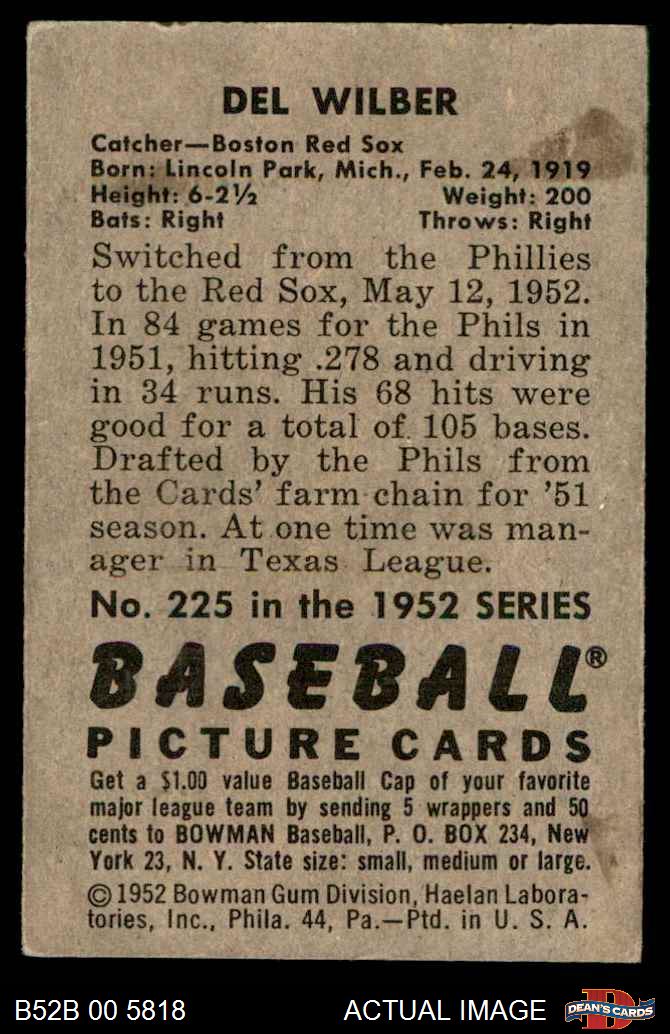 DEL WILBER
Catcher—Boston Red Sox
Born: Lincoln Park, Mich., Feb. 24, 1919
Height: 6-2½ Weight: 200
Bats: Right Throws: Right
Switched from the Phillies
to the Red Sox, May 12, 1952.
In 84 games for the Phils in
1951, hitting .278 and driving
in 34 runs. His 68 hits were
good for a total of 105 bases.
Drafted by the Phils from
the Cards' farm chain for '51
season. At one time was man-
ager in Texas League.
No. 225 in the 1952 SERIES
BASEBALL®
PICTURE CARDS
Get a $1.00 value Baseball Cap of your favorite
major league team by sending 5 wrappers and 50
cents to BOWMAN Baseball, P. O. BOX 234, New
York 23, N. Y. State size: small, medium or large.
©1952 Bowman Gum Division, Haelan Labora-
tories, Inc., Phila. 44, Pa.—Ptd. in U. S. A.
B52B 00 5818 ACTUAL IMAGE D DEAN'S CARDS